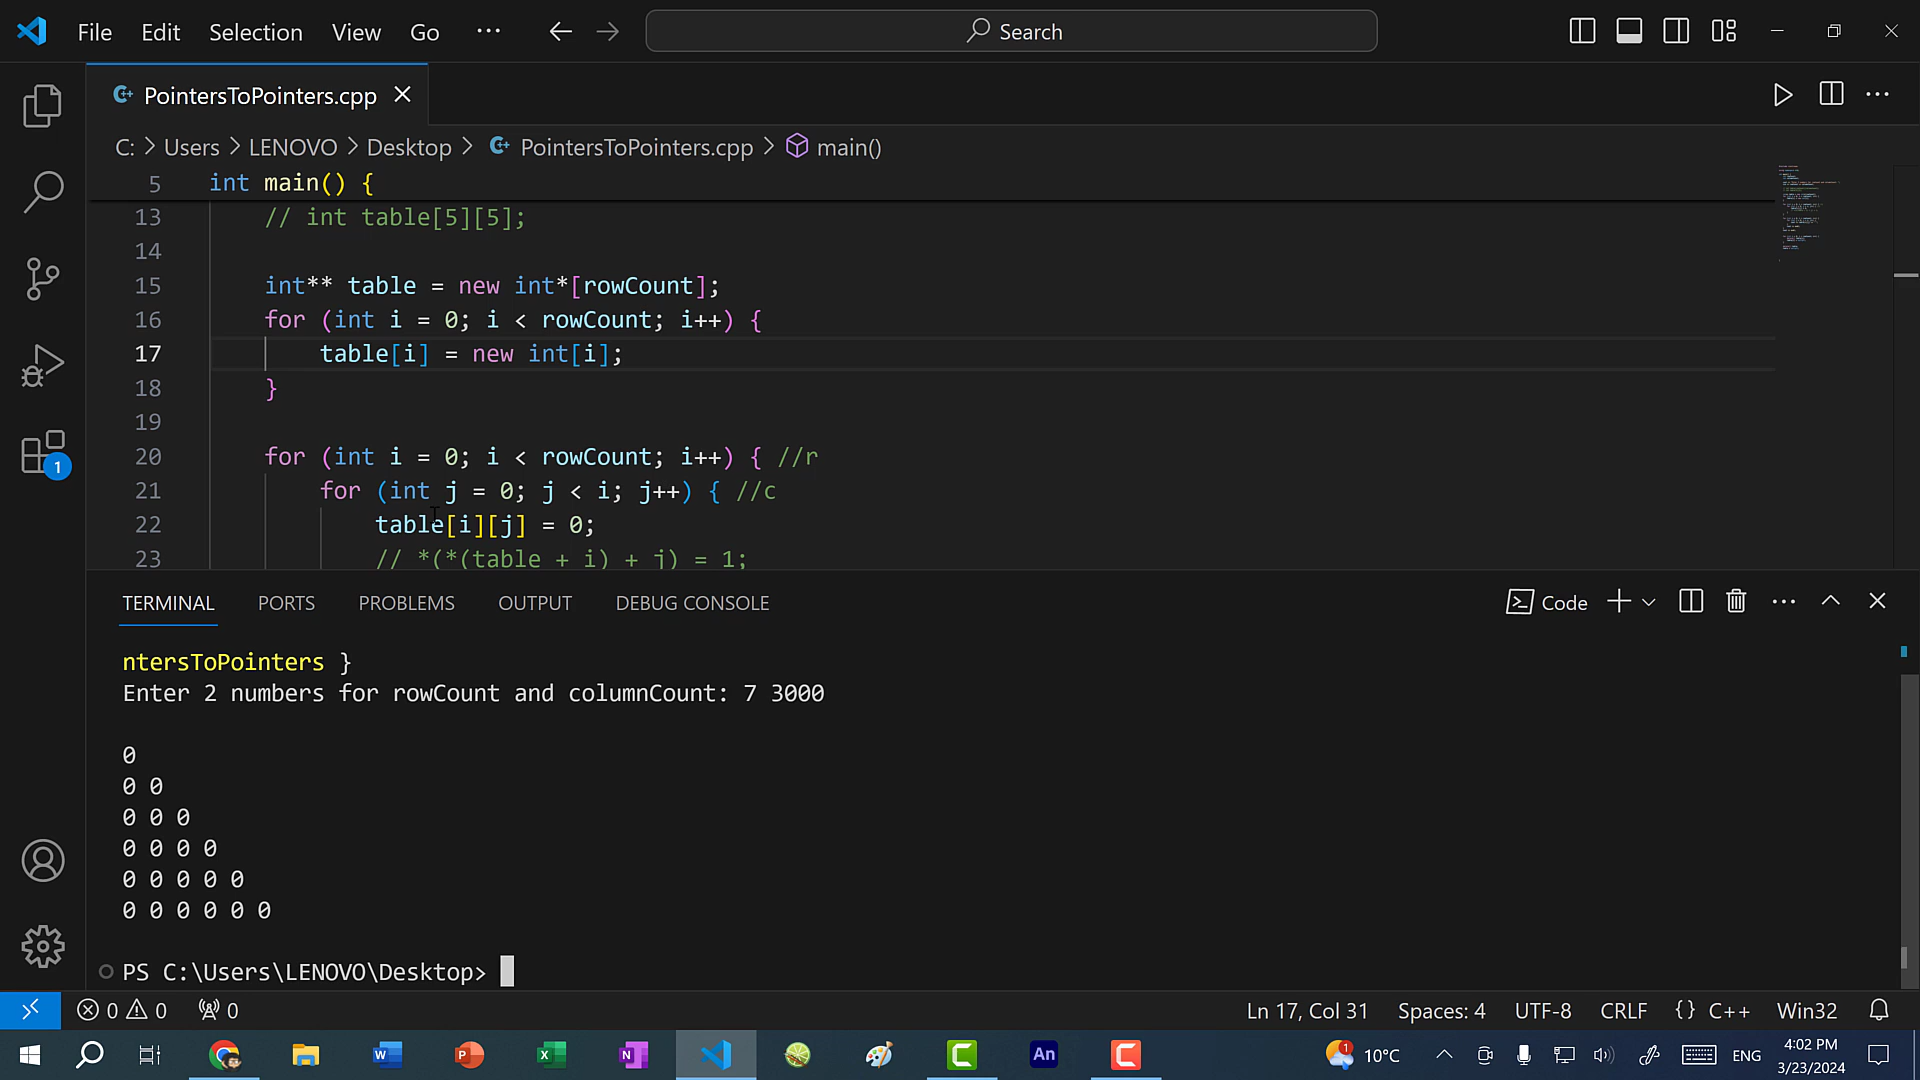 File Edit Selection View Go ··· Search
PointersToPointers.cpp
C: > Users > LENOVO > Desktop > PointersToPointers.cpp > main()
5 int main() {
13 // int table[5][5];
14
15 int** table = new int*[rowCount];
16 for (int i = 0; i < rowCount; i++) {
17 table[i] = new int[i];
18 }
19
20 for (int i = 0; i < rowCount; i++) { //r
21 for (int j = 0; j < i; j++) { //c
22 table[i][j] = 0;
23 // *(*(table + i) + j) = 1;
TERMINAL PORTS PROBLEMS OUTPUT DEBUG CONSOLE Code
ntersToPointers }
Enter 2 numbers for rowCount and columnCount: 7 3000
0
0 0
0 0 0
0 0 0 0
0 0 0 0 0
0 0 0 0 0 0
PS C:\Users\LENOVO\Desktop>
1
0 0 0 Ln 17, Col 31 Spaces: 4 UTF-8 CRLF {} C++ Win32
10°C ENG 4:02 PM
3/23/2024